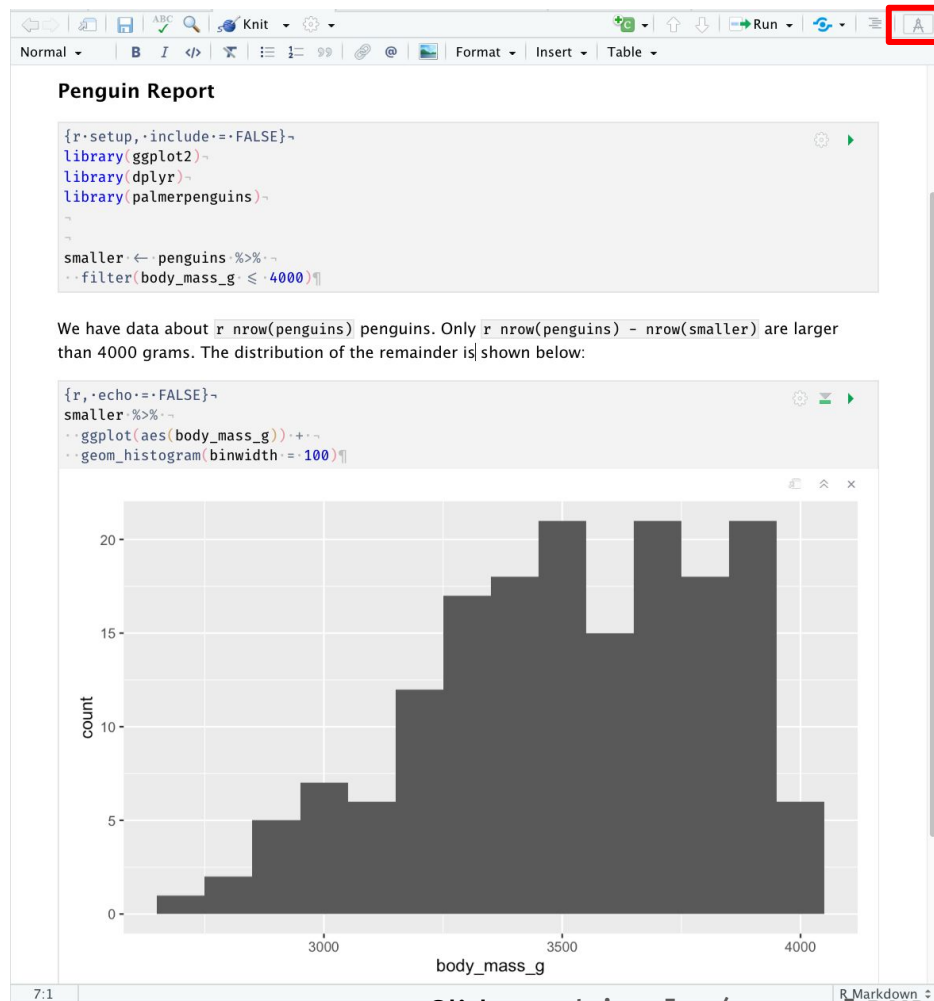 ABC Knit Run
Normal B I </> 99 @ Format Insert Table
Penguin Report
{r·setup,·include·=·FALSE}¬
library(ggplot2)¬
library(dplyr)¬
library(palmerpenguins)¬
¬
¬
smaller·←·penguins·%>%·¬
··filter(body_mass_g·≤·4000)¶
We have data about r nrow(penguins) penguins. Only r nrow(penguins) - nrow(smaller) are larger
than 4000 grams. The distribution of the remainder is shown below:
{r,·echo·=·FALSE}¬
smaller·%>%·¬
··ggplot(aes(body_mass_g))·+·¬
··geom_histogram(binwidth·=·100)¶
20
15
10
5
0
count
3000 3500 4000
body_mass_g
7:1 R Markdown